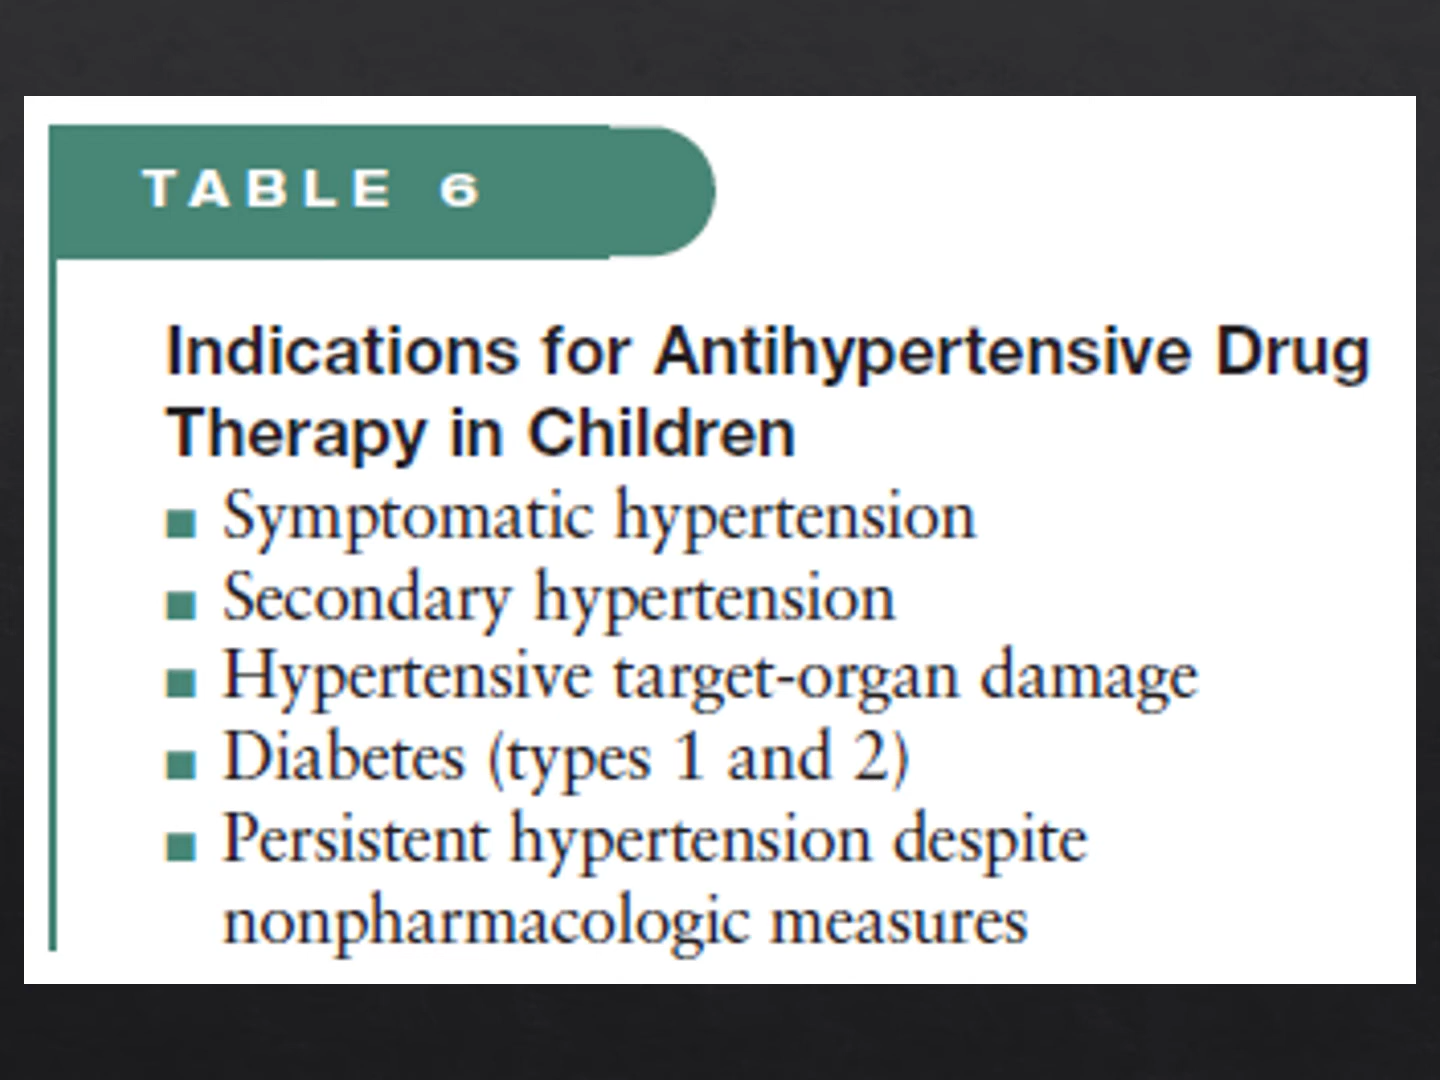 TABLE 6
Indications for Antihypertensive Drug
Therapy in Children
■ Symptomatic hypertension
■ Secondary hypertension
■ Hypertensive target-organ damage
■ Diabetes (types 1 and 2)
■ Persistent hypertension despite
nonpharmacologic measures